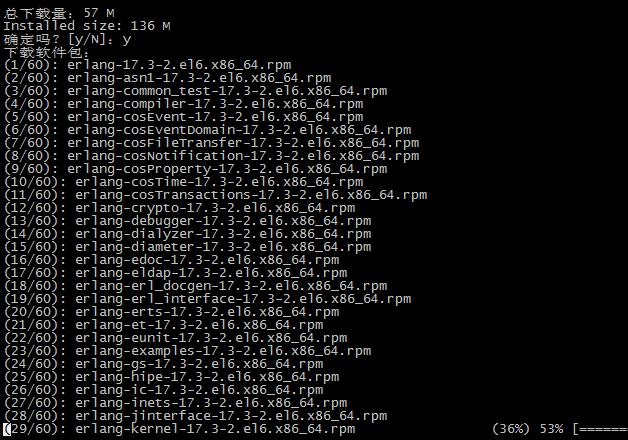 总下载量：57 M
Installed size: 136 M
确定吗？[y/N]：y
下载软件包：
(1/60): erlang-17.3-2.el6.x86_64.rpm
(2/60): erlang-asn1-17.3-2.el6.x86_64.rpm
(3/60): erlang-common_test-17.3-2.el6.x86_64.rpm
(4/60): erlang-compiler-17.3-2.el6.x86_64.rpm
(5/60): erlang-cosEvent-17.3-2.el6.x86_64.rpm
(6/60): erlang-cosEventDomain-17.3-2.el6.x86_64.rpm
(7/60): erlang-cosFileTransfer-17.3-2.el6.x86_64.rpm
(8/60): erlang-cosNotification-17.3-2.el6.x86_64.rpm
(9/60): erlang-cosProperty-17.3-2.el6.x86_64.rpm
(10/60): erlang-cosTime-17.3-2.el6.x86_64.rpm
(11/60): erlang-cosTransactions-17.3-2.el6.x86_64.rpm
(12/60): erlang-crypto-17.3-2.el6.x86_64.rpm
(13/60): erlang-debugger-17.3-2.el6.x86_64.rpm
(14/60): erlang-dialyzer-17.3-2.el6.x86_64.rpm
(15/60): erlang-diameter-17.3-2.el6.x86_64.rpm
(16/60): erlang-edoc-17.3-2.el6.x86_64.rpm
(17/60): erlang-eldap-17.3-2.el6.x86_64.rpm
(18/60): erlang-erl_docgen-17.3-2.el6.x86_64.rpm
(19/60): erlang-erl_interface-17.3-2.el6.x86_64.rpm
(20/60): erlang-erts-17.3-2.el6.x86_64.rpm
(21/60): erlang-et-17.3-2.el6.x86_64.rpm
(22/60): erlang-eunit-17.3-2.el6.x86_64.rpm
(23/60): erlang-examples-17.3-2.el6.x86_64.rpm
(24/60): erlang-gs-17.3-2.el6.x86_64.rpm
(25/60): erlang-hipe-17.3-2.el6.x86_64.rpm
(26/60): erlang-ic-17.3-2.el6.x86_64.rpm
(27/60): erlang-inets-17.3-2.el6.x86_64.rpm
(28/60): erlang-jinterface-17.3-2.el6.x86_64.rpm
(29/60): erlang-kernel-17.3-2.el6.x86_64.rpm (36%) 53% [======